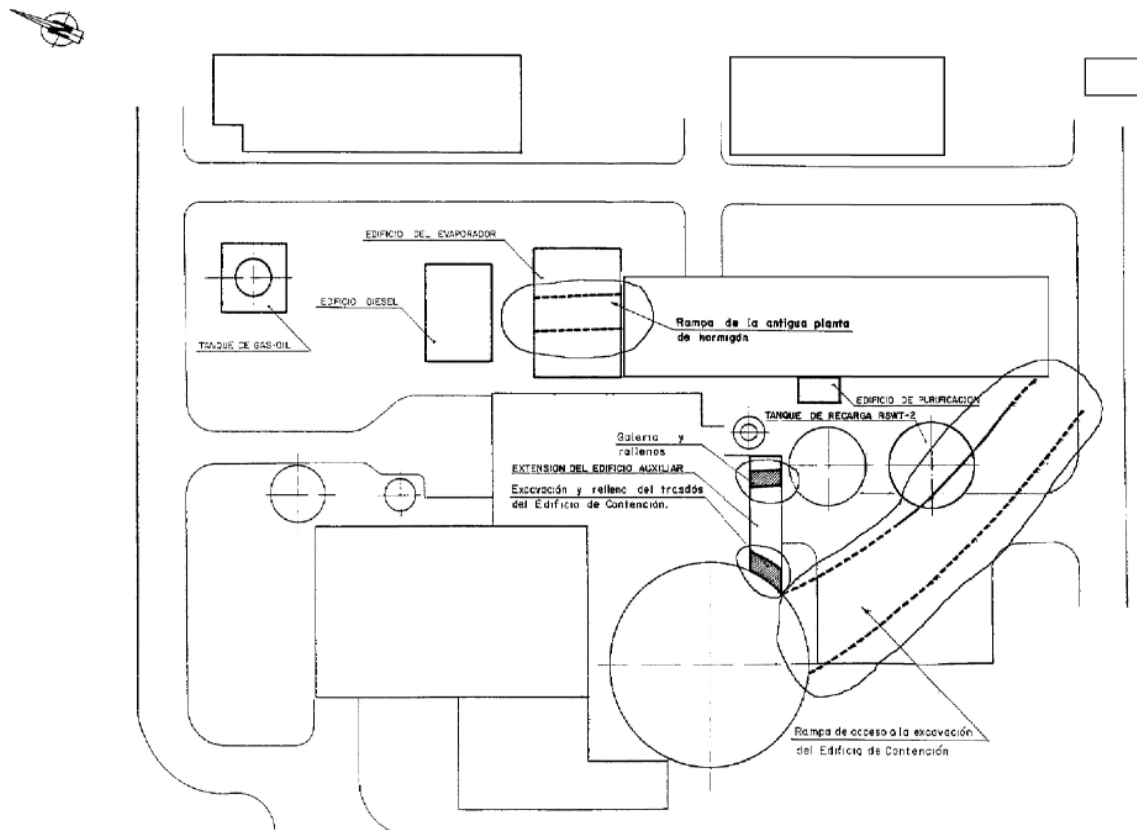 EDIFICIO DEL EVAPORADOR
EDIFICIO DIESEL
TANQUE DE GAS-OIL
Rampa de la antigua planta
de hormigón
EDIFICIO DE PURIFICACION
TANQUE DE RECARGA RSWT-2
Galería y
rellenos
EXTENSION DEL EDIFICIO AUXILIAR
Excavación y relleno del trasdós
del Edificio de Contención.
Rampa de acceso a la excavación
del Edificio de Contención